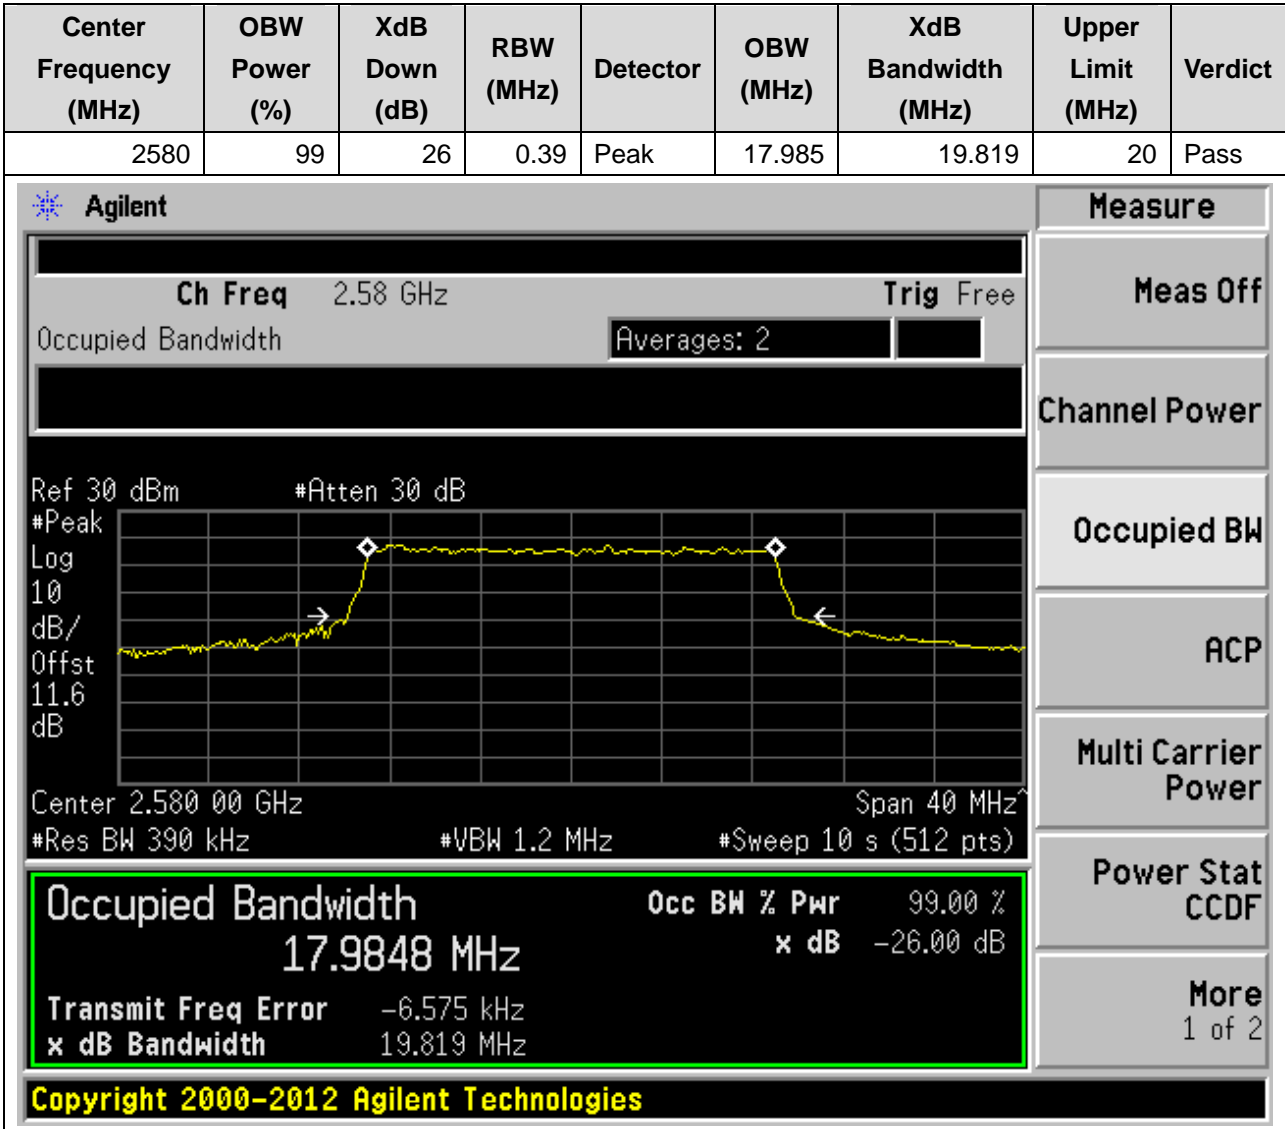 Center Frequency (MHz) OBW Power (%) XdB Down (dB) RBW (MHz) Detector OBW (MHz) XdB Bandwidth (MHz) Upper Limit (MHz) Verdict
2580 99 26 0.39 Peak 17.985 19.819 20 Pass
Agilent
Measure
Ch Freq 2.58 GHz Trig Free
Meas Off
Occupied Bandwidth Averages: 2
Channel Power
Ref 30 dBm #Atten 30 dB
#Peak
Log
10
dB/
Offst
11.6
dB
Occupied BW
ACP
Multi Carrier
Power
Center 2.580 00 GHz Span 40 MHz^
#Res BW 390 kHz #VBW 1.2 MHz #Sweep 10 s (512 pts)
Power Stat
CCDF
Occupied Bandwidth Occ BW % Pwr 99.00 %
17.9848 MHz x dB -26.00 dB
Transmit Freq Error -6.575 kHz
x dB Bandwidth 19.819 MHz
More
1 of 2
Copyright 2000-2012 Agilent Technologies